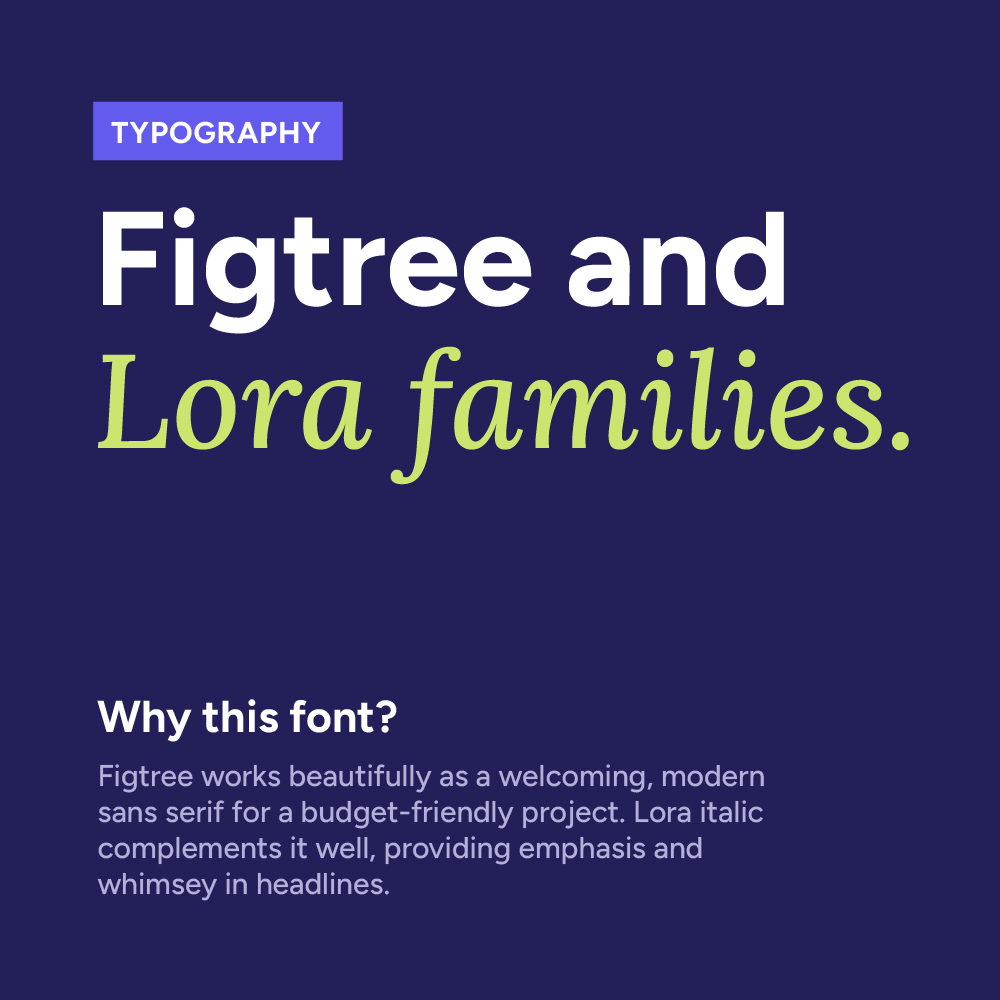 TYPOGRAPHY
Figtree and
Lora families.
Why this font?
Figtree works beautifully as a welcoming, modern
sans serif for a budget-friendly project. Lora italic
complements it well, providing emphasis and
whimsey in headlines.